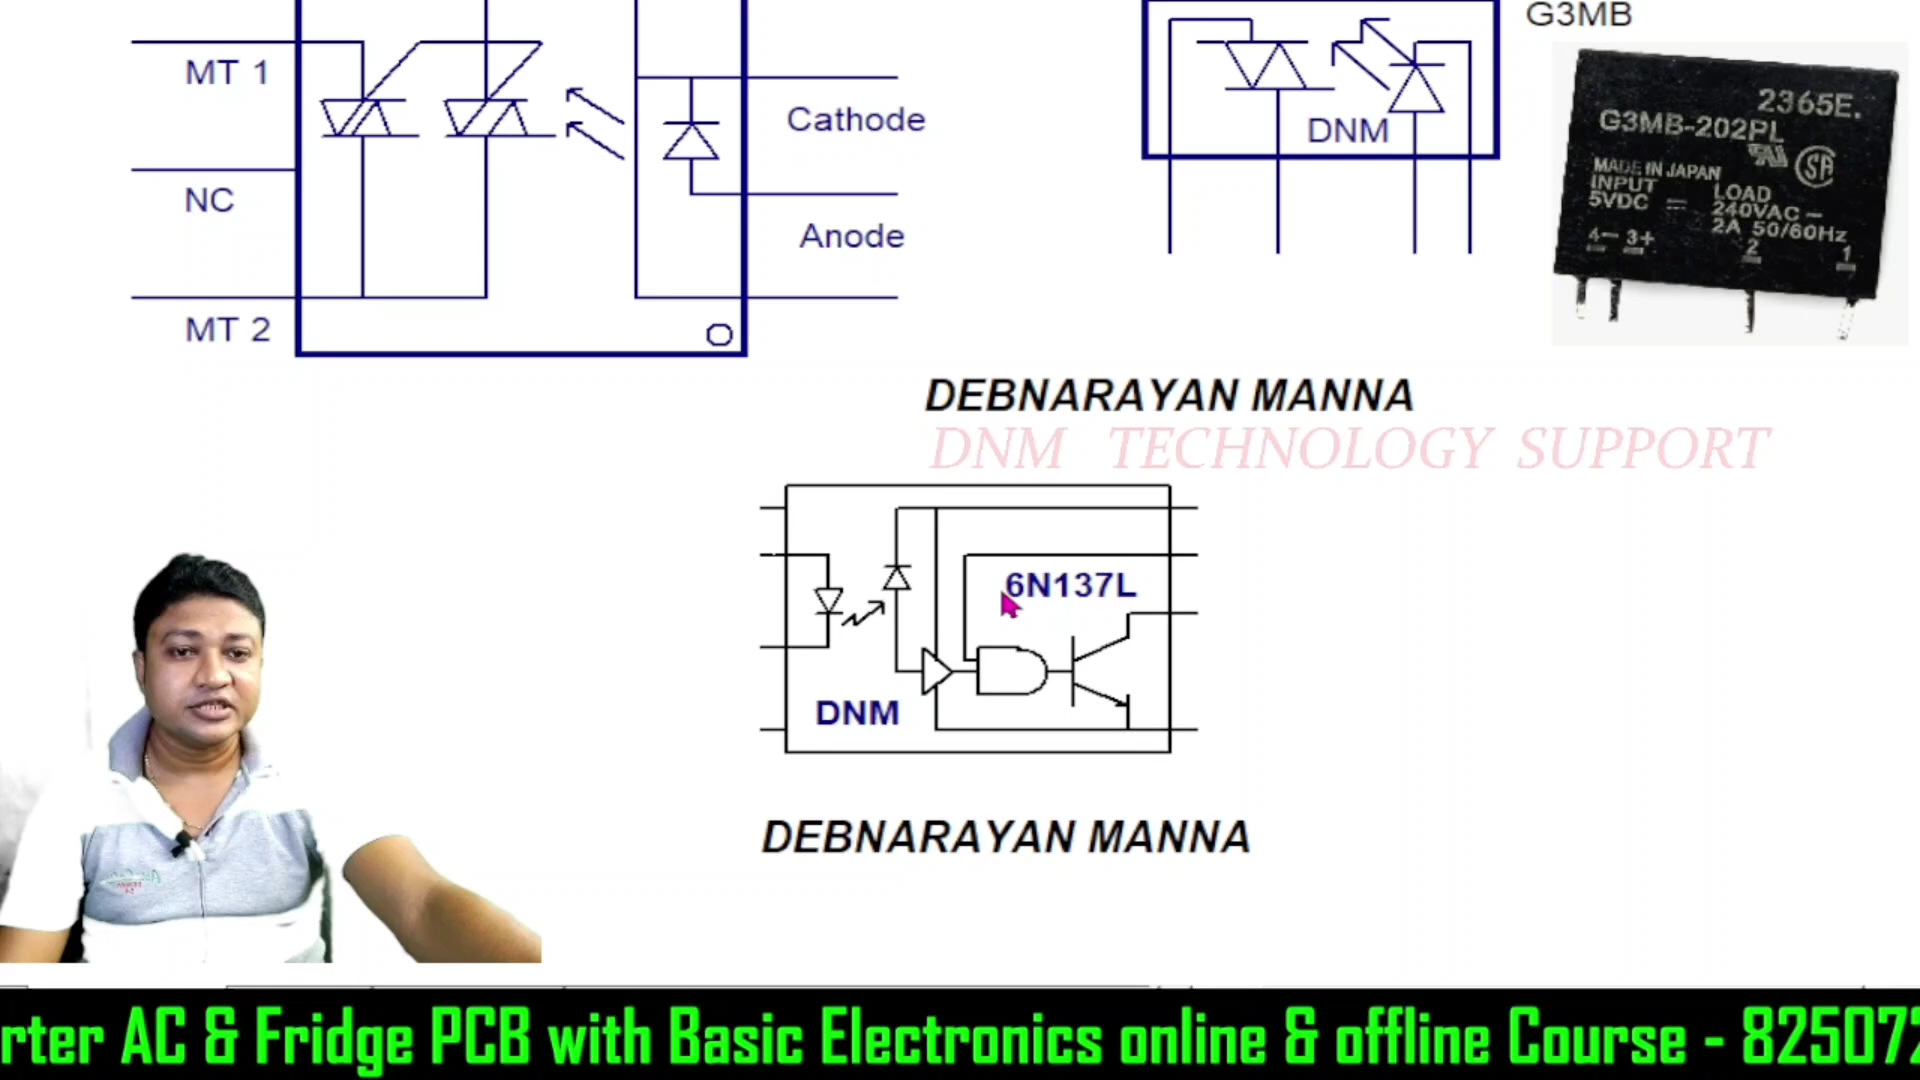 MT 1
NC
MT 2
Cathode
Anode
DNM
G3MB
2365E.
G3MB-202PL
MADE IN JAPAN
INPUT LOAD
5VDC = 240VAC~
2A 50/60Hz
4- 3+ 2 1
DEBNARAYAN MANNA
DNM TECHNOLOGY SUPPORT
6N137L
DNM
DEBNARAYAN MANNA
rter AC & Fridge PCB with Basic Electronics online & offline Course - 825072